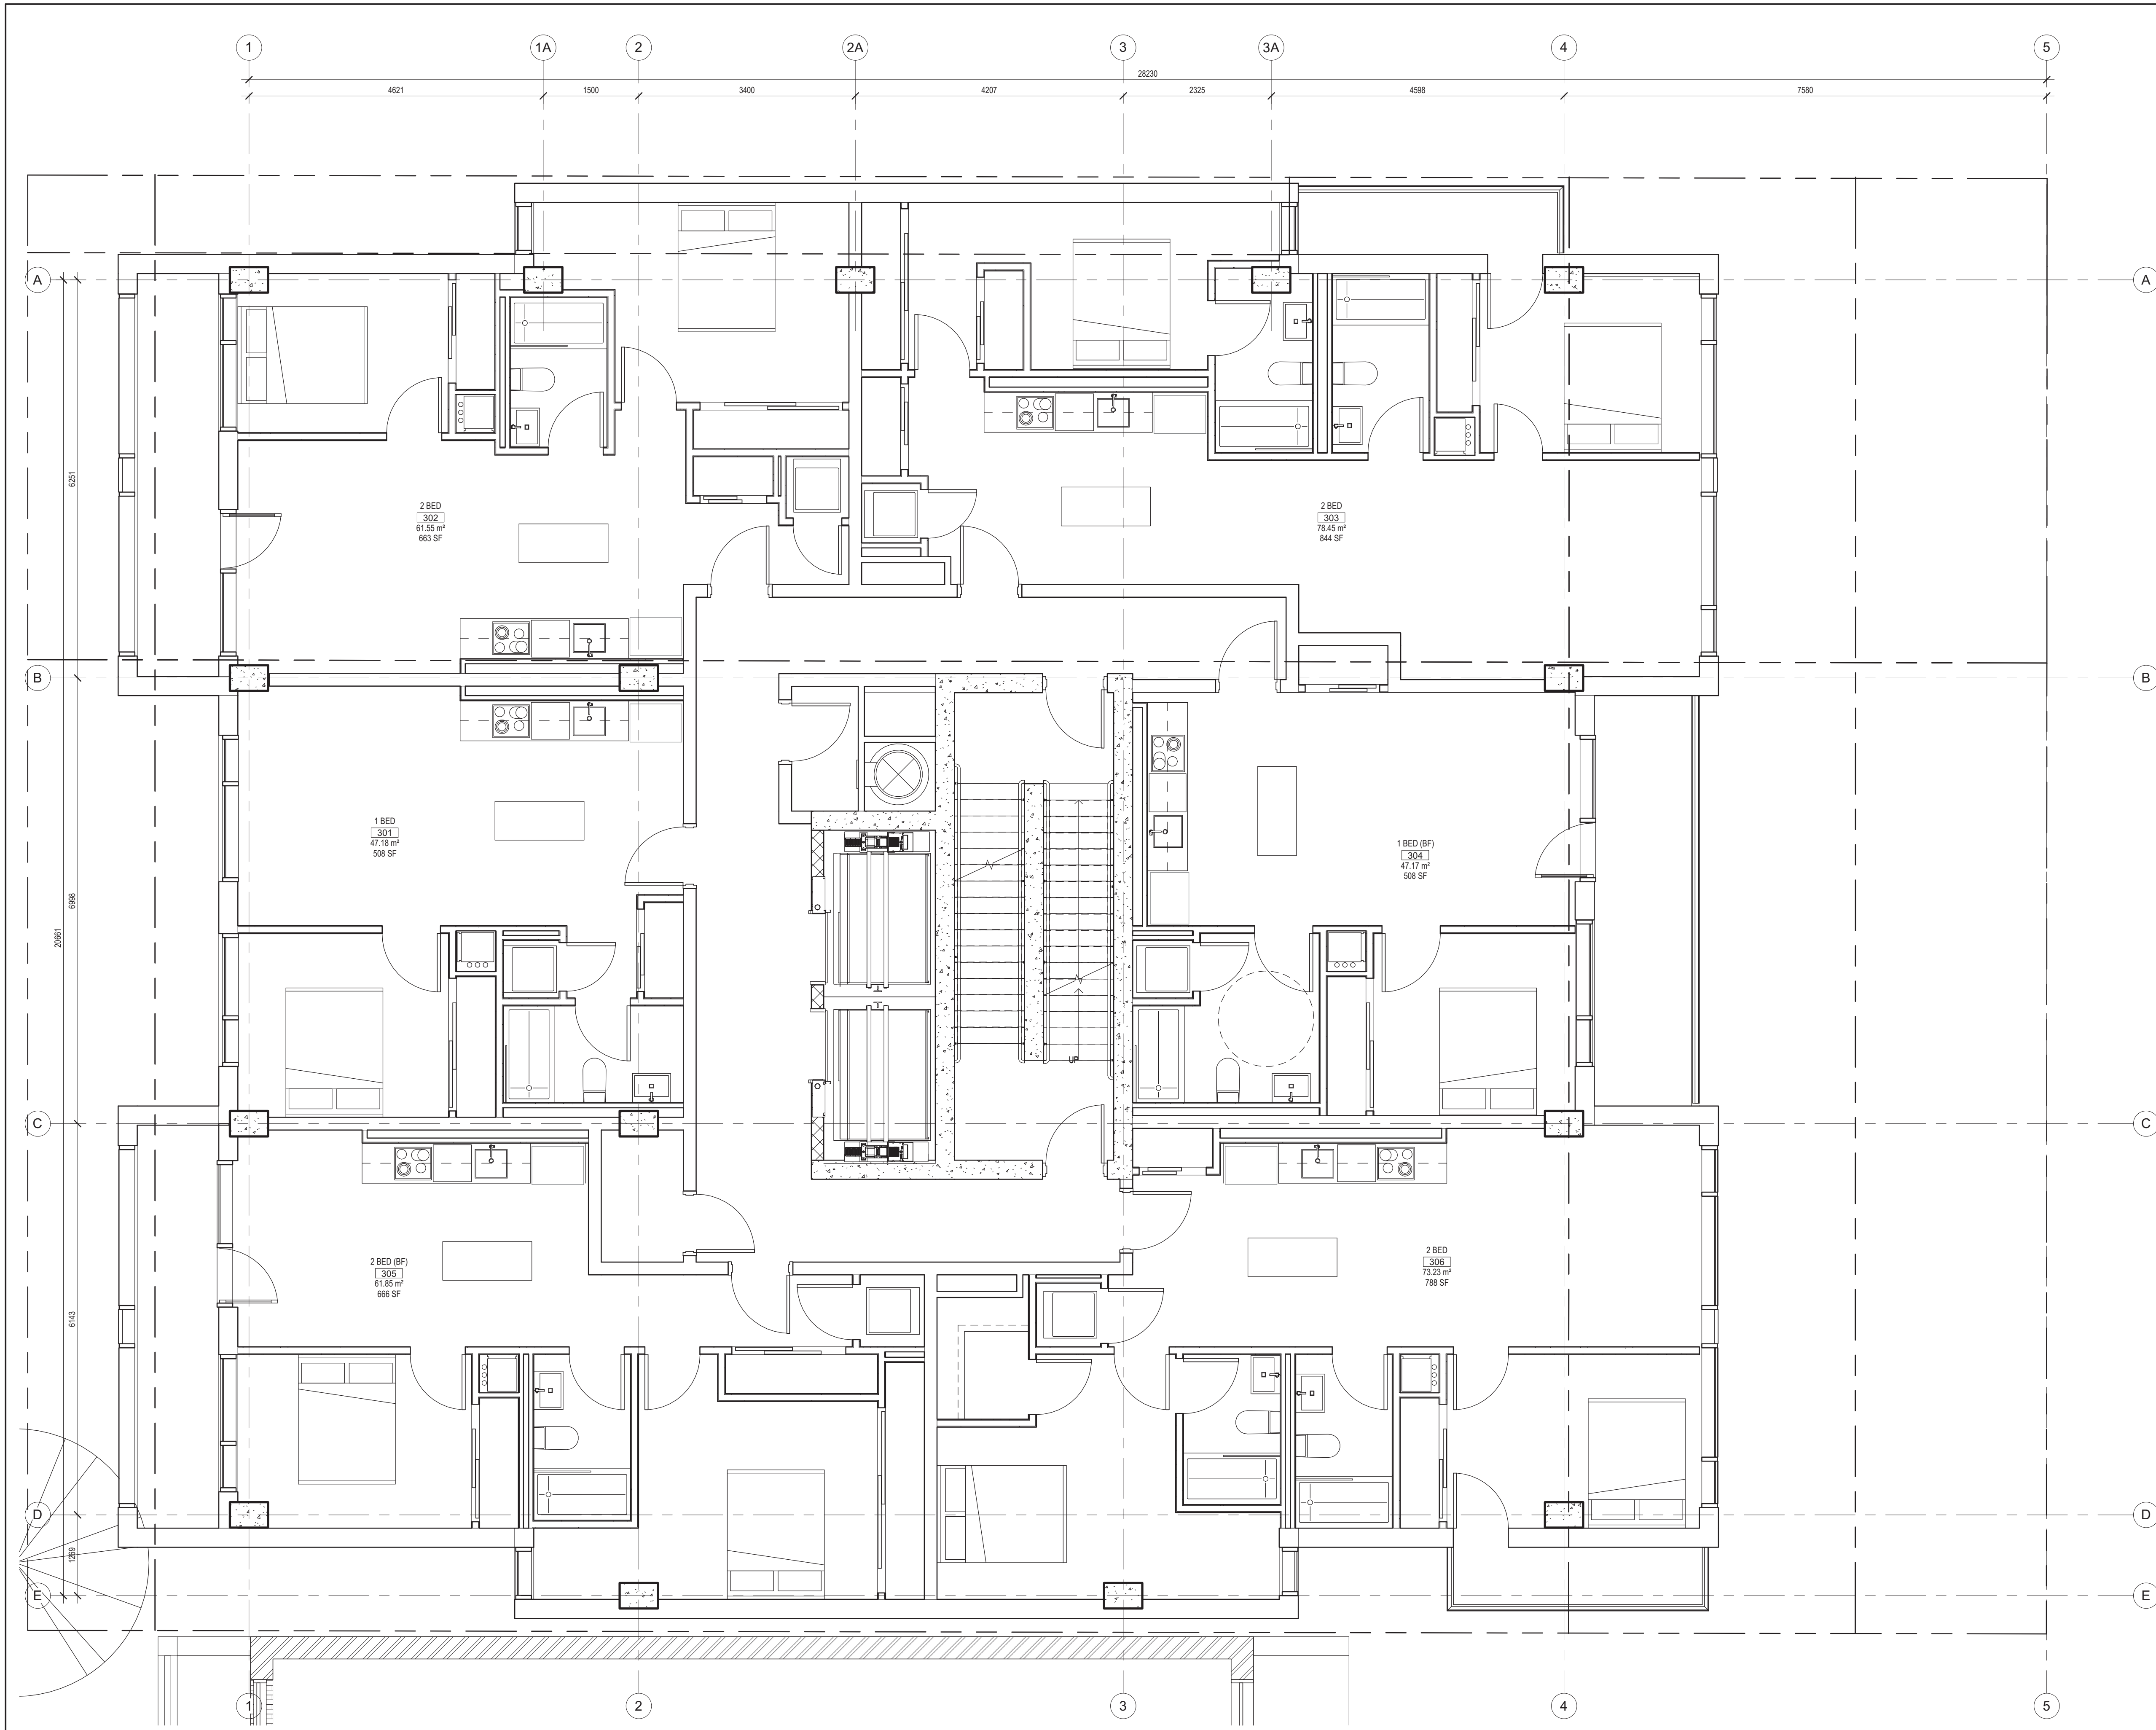 1
1A
2
2A
3
3A
4
5
28230
4621
1500
3400
4207
2325
4598
7580
A
A
6251
2 BED
302
61.55 m²
663 SF
2 BED
303
78.45 m²
844 SF
B
B
1 BED
301
47.18 m²
508 SF
1 BED (BF)
304
47.17 m²
508 SF
6998
20661
UP
C
C
2 BED (BF)
305
61.85 m²
666 SF
2 BED
306
73.23 m²
788 SF
6143
D
D
1269
E
E
1
2
3
4
5